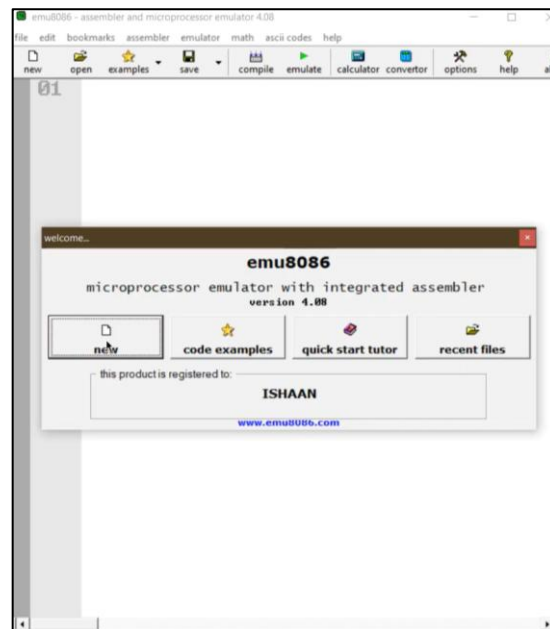 emu8086 - assembler and microprocessor emulator 4.08
file edit bookmarks assembler emulator math ascii codes help
new open examples save compile emulate calculator convertor options help
01
welcome...
emu8086
microprocessor emulator with integrated assembler
version 4.08
new code examples quick start tutor recent files
this product is registered to:
ISHAAN
www.emu8086.com